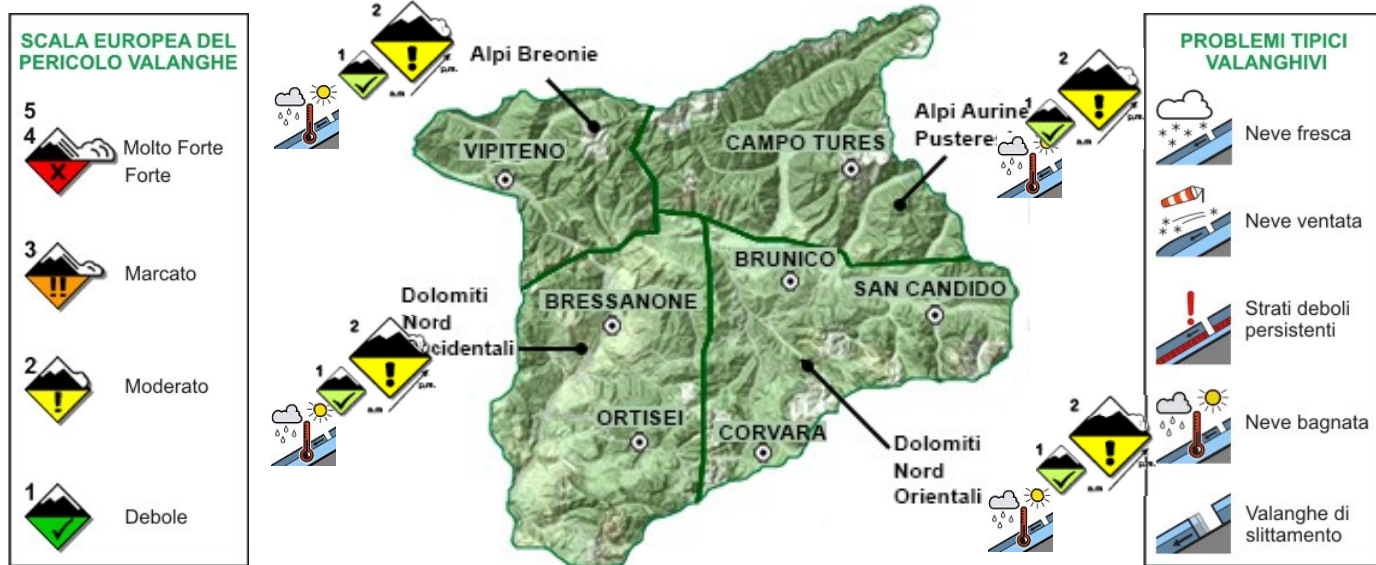 SCALA EUROPEA DEL
PERICOLO VALANGHE
5
4
Molto Forte
Forte
3
Marcato
2
Moderato
1
Debole
2
1
a.m
p.m.
Alpi Breonie
VIPITENO
CAMPO TURES
Alpi Aurine
2
1
p.m.
a.m
Dolomiti
Nord
2
1
a.m
p.m.
BRESSANONE
BRUNICO
SAN CANDIDO
ORTISEI
CORVARA
Dolomiti
Nord
Orientali
2
1
a.m
p.m.
PROBLEMI TIPICI
VALANGHIVI
Neve fresca
Neve ventata
Strati deboli
persistenti
Neve bagnata
Valanghe di
slittamento